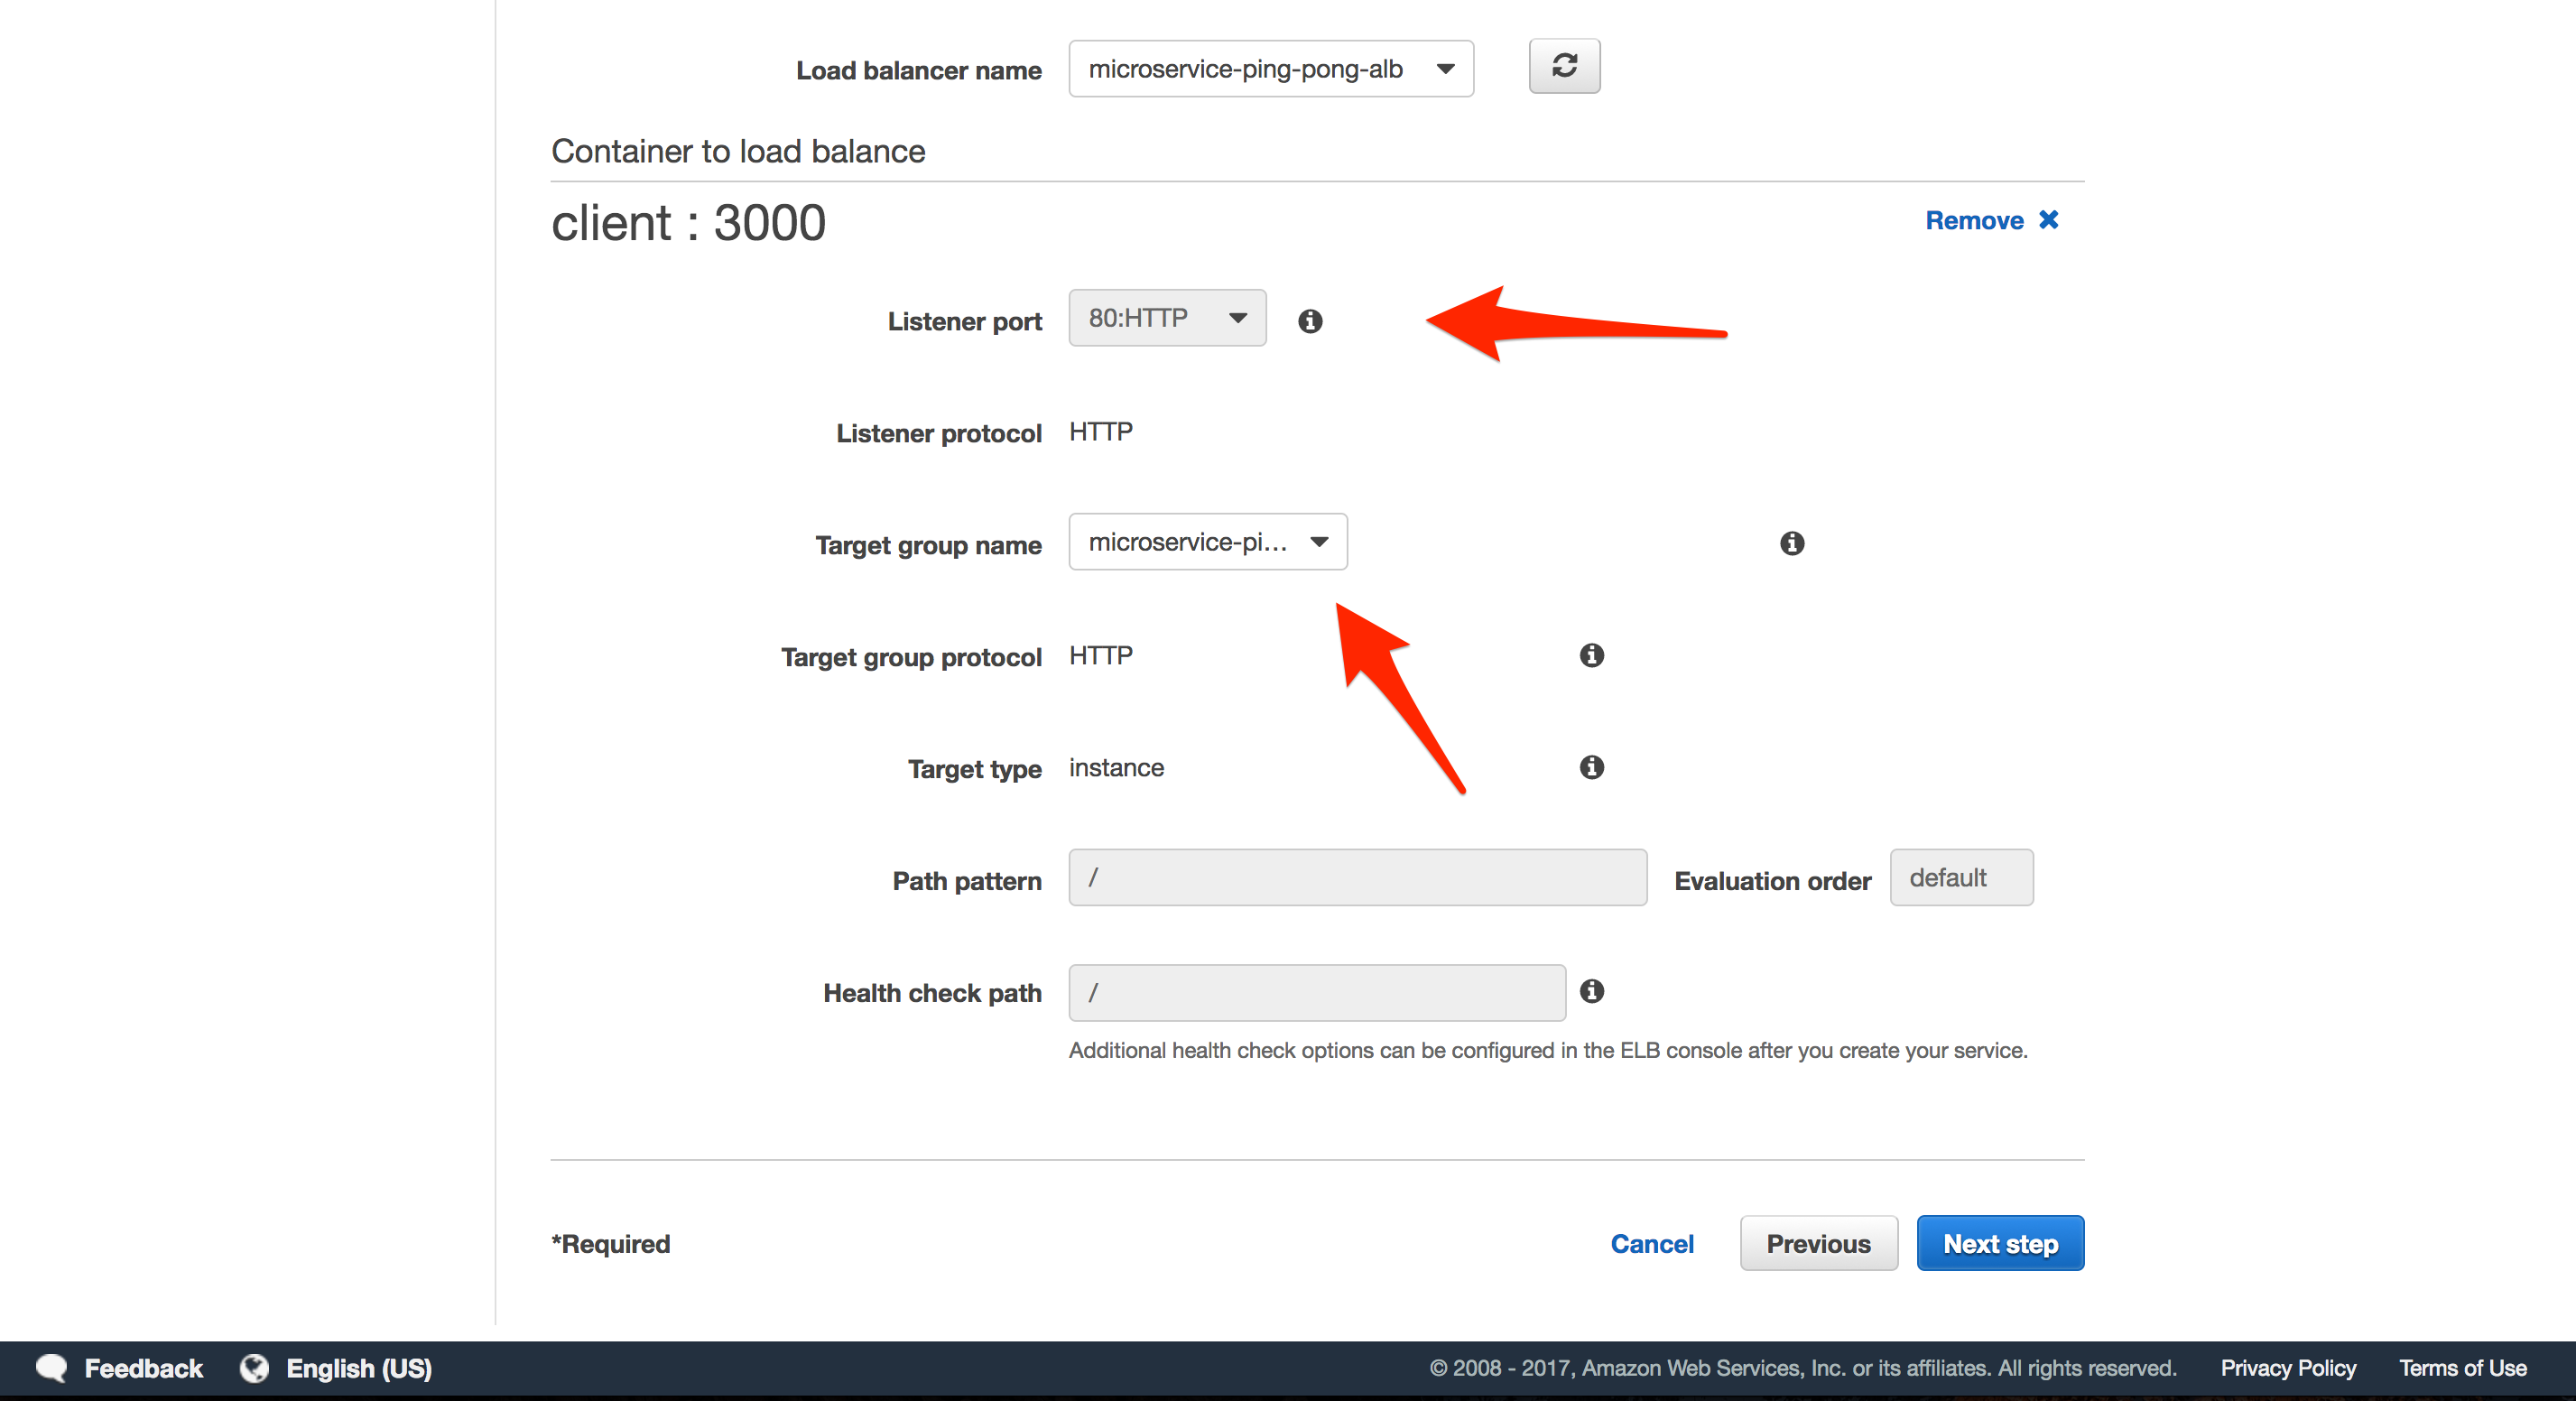 Load balancer name microservice-ping-pong-alb
Container to load balance
client : 3000 Remove
Listener port 80:HTTP
Listener protocol HTTP
Target group name microservice-pi...
Target group protocol HTTP
Target type instance
Path pattern / Evaluation order default
Health check path /
Additional health check options can be configured in the ELB console after you create your service.
*Required Cancel Previous Next step
Feedback English (US) © 2008 - 2017, Amazon Web Services, Inc. or its affiliates. All rights reserved. Privacy Policy Terms of Use